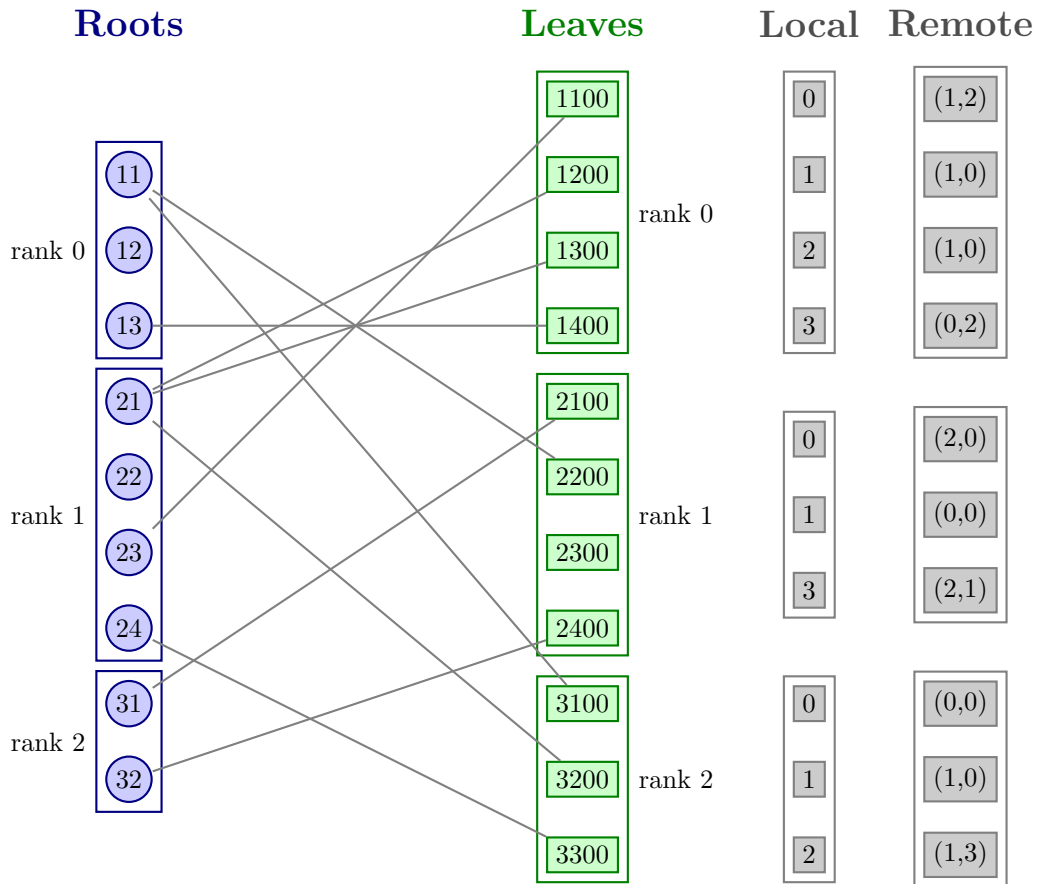 Roots Leaves Local Remote
1100 0 (1,2)
11 1200 1 (1,0)
rank 0
rank 0 12 1300 2 (1,0)
13 1400 3 (0,2)
21 2100 0 (2,0)
22 2200
rank 1 rank 1 1 (0,0)
23 2300
3 (2,1)
24 2400
31 3100 0 (0,0)
rank 2
32 3200 rank 2 1 (1,0)
3300 2 (1,3)